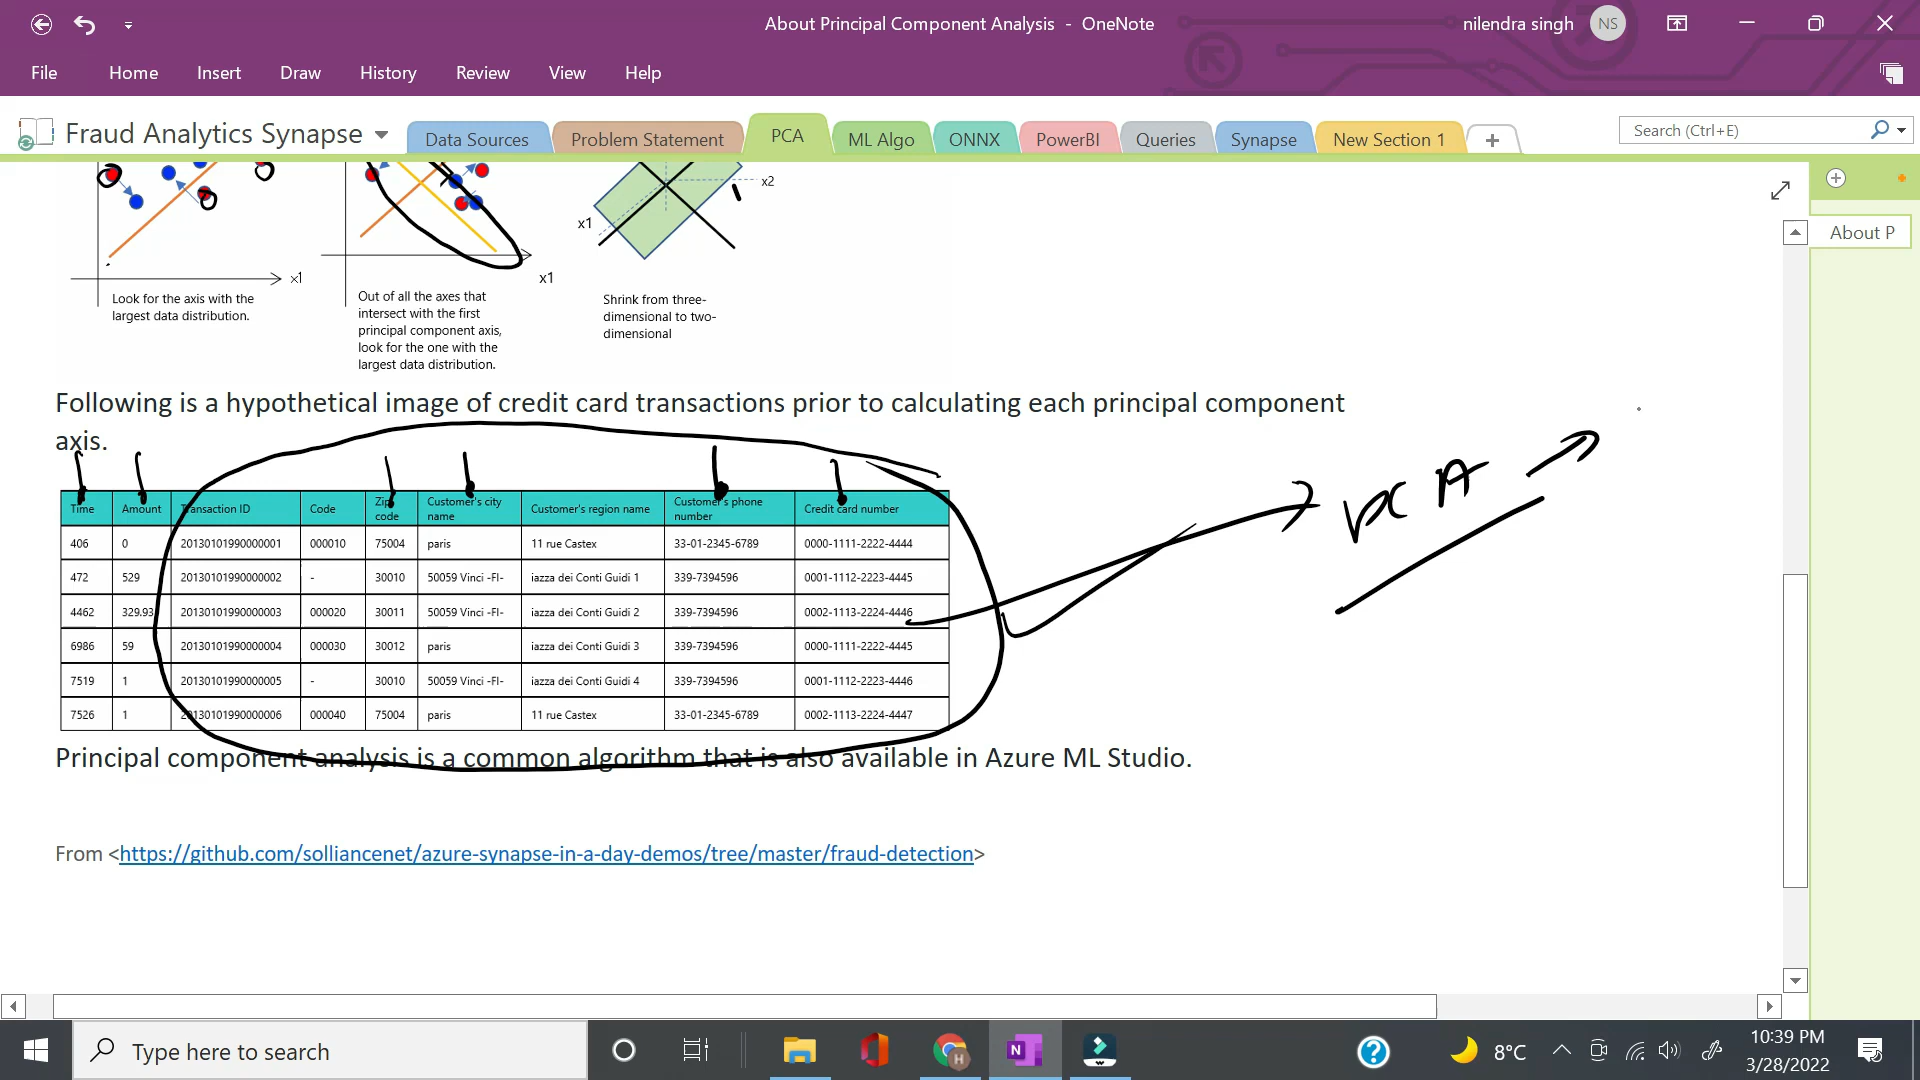 About Principal Component Analysis - OneNote
nilendra singh
NS
File
Home
Insert
Draw
History
Review
View
Help
Fraud Analytics Synapse
Data Sources
Problem Statement
PCA
ML Algo
ONNX
PowerBI
Queries
Synapse
New Section 1
Search (Ctrl+E)
About P
x1
x1
x1
x2
Look for the axis with the
largest data distribution.
Out of all the axes that
intersect with the first
principal component axis,
look for the one with the
largest data distribution.
Shrink from three-
dimensional to two-
dimensional
Following is a hypothetical image of credit card transactions prior to calculating each principal component
axis.
PCA
Time Amount Transaction ID Code Zip code Customer's city name Customer's region name Customer's phone number Credit card number
406 0 20130101990000001 000010 75004 paris 11 rue Castex 33-01-2345-6789 0000-1111-2222-4444
472 529 20130101990000002 - 30010 50059 Vinci -FI- iazza dei Conti Guidi 1 339-7394596 0001-1112-2223-4445
4462 329.93 20130101990000003 000020 30011 50059 Vinci -FI- iazza dei Conti Guidi 2 339-7394596 0002-1113-2224-4446
6986 59 20130101990000004 000030 30012 paris iazza dei Conti Guidi 3 339-7394596 0000-1111-2222-4445
7519 1 20130101990000005 - 30010 50059 Vinci -FI- iazza dei Conti Guidi 4 339-7394596 0001-1112-2223-4446
7526 1 20130101990000006 000040 75004 paris 11 rue Castex 33-01-2345-6789 0002-1113-2224-4447
Principal component analysis is a common algorithm that is also available in Azure ML Studio.
From <https://github.com/solliancenet/azure-synapse-in-a-day-demos/tree/master/fraud-detection>
Type here to search
8°C
10:39 PM
3/28/2022